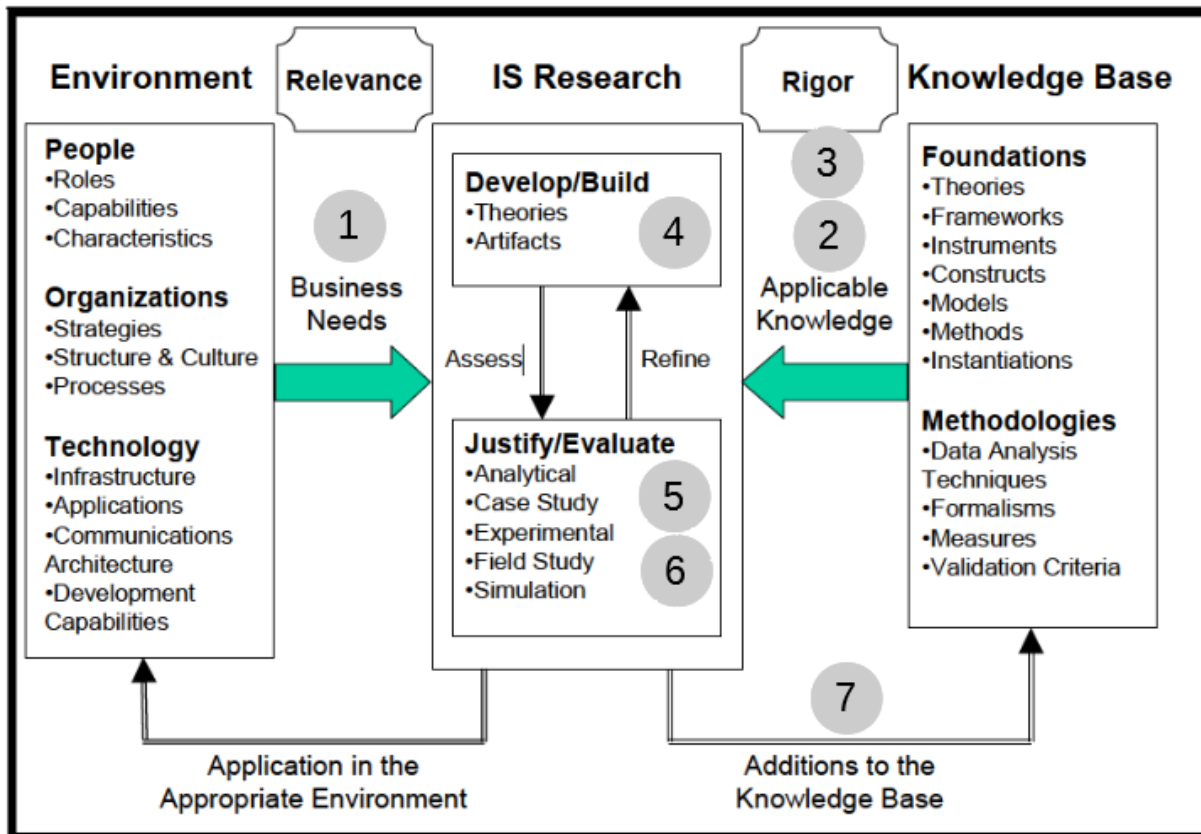 Environment
Relevance
IS Research
Rigor
Knowledge Base
People
•Roles
•Capabilities
•Characteristics
Organizations
•Strategies
•Structure & Culture
•Processes
Technology
•Infrastructure
•Applications
•Communications
Architecture
•Development
Capabilities
1
Business
Needs
Develop/Build
•Theories
•Artifacts
4
Assess
Refine
Justify/Evaluate
•Analytical
•Case Study
•Experimental
•Field Study
•Simulation
5
6
3
2
Applicable
Knowledge
Foundations
•Theories
•Frameworks
•Instruments
•Constructs
•Models
•Methods
•Instantiations
Methodologies
•Data Analysis
Techniques
•Formalisms
•Measures
•Validation Criteria
Application in the
Appropriate Environment
7
Additions to the
Knowledge Base